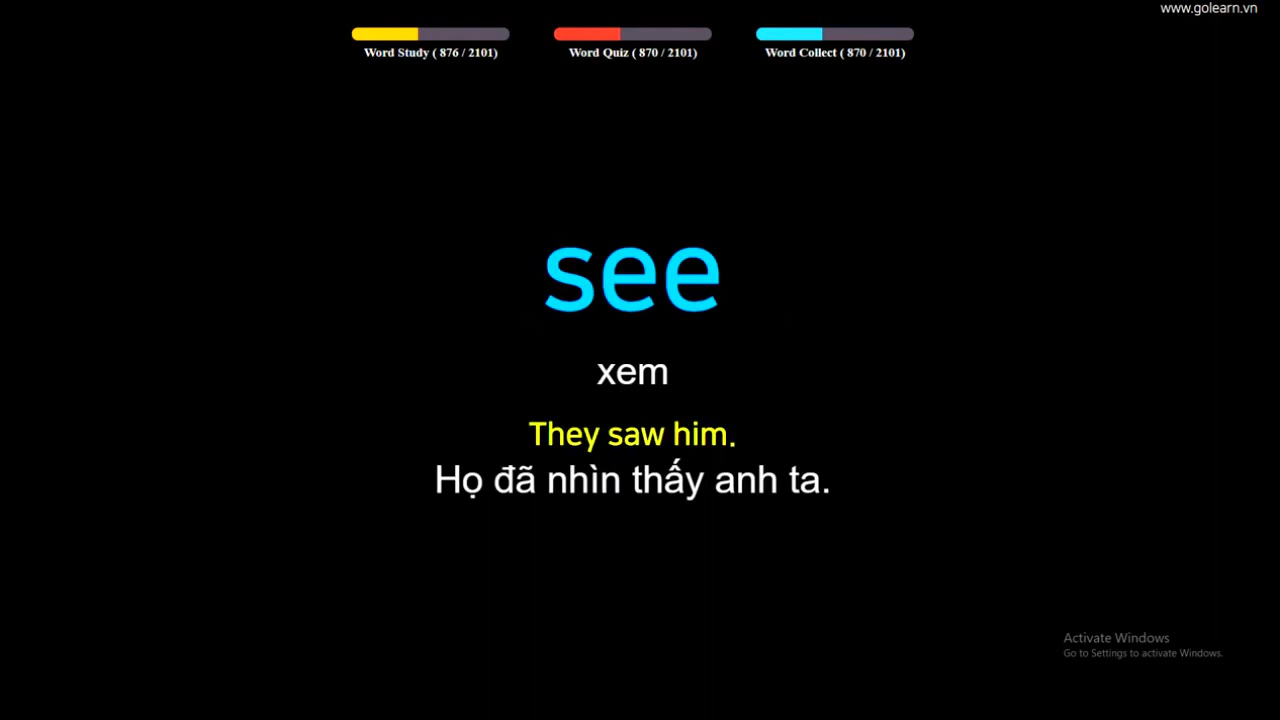 www.golearn.vn
Word Study ( 876 / 2101)
Word Quiz ( 870 / 2101)
Word Collect ( 870 / 2101)
see
xem
They saw him.
Họ đã nhìn thấy anh ta.
Activate Windows
Go to Settings to activate Windows.